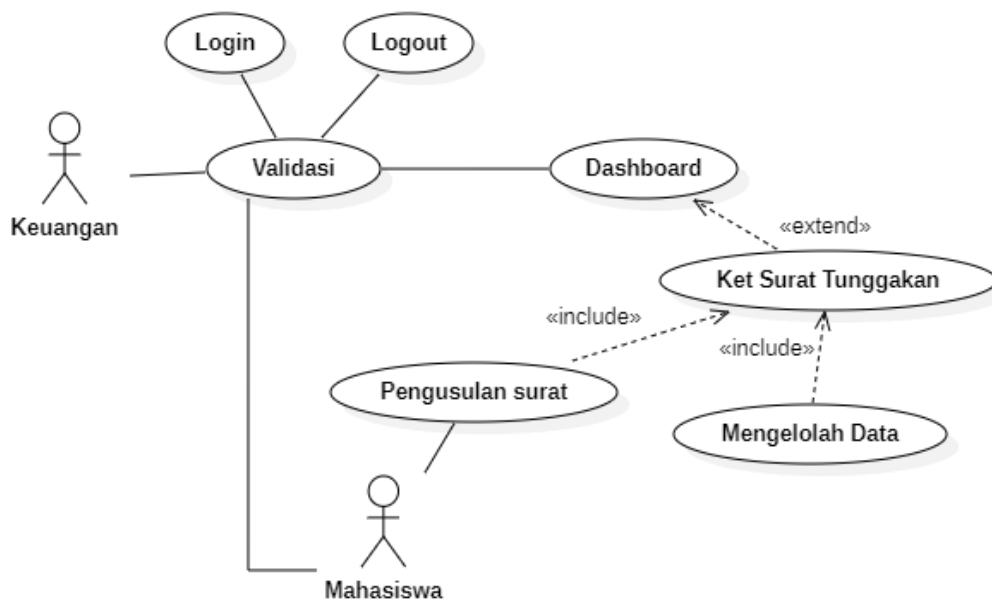 Login
Logout
Validasi
Dashboard
Keuangan
«extend»
Ket Surat Tunggakan
«include»
«include»
Pengusulan surat
Mengelolah Data
Mahasiswa